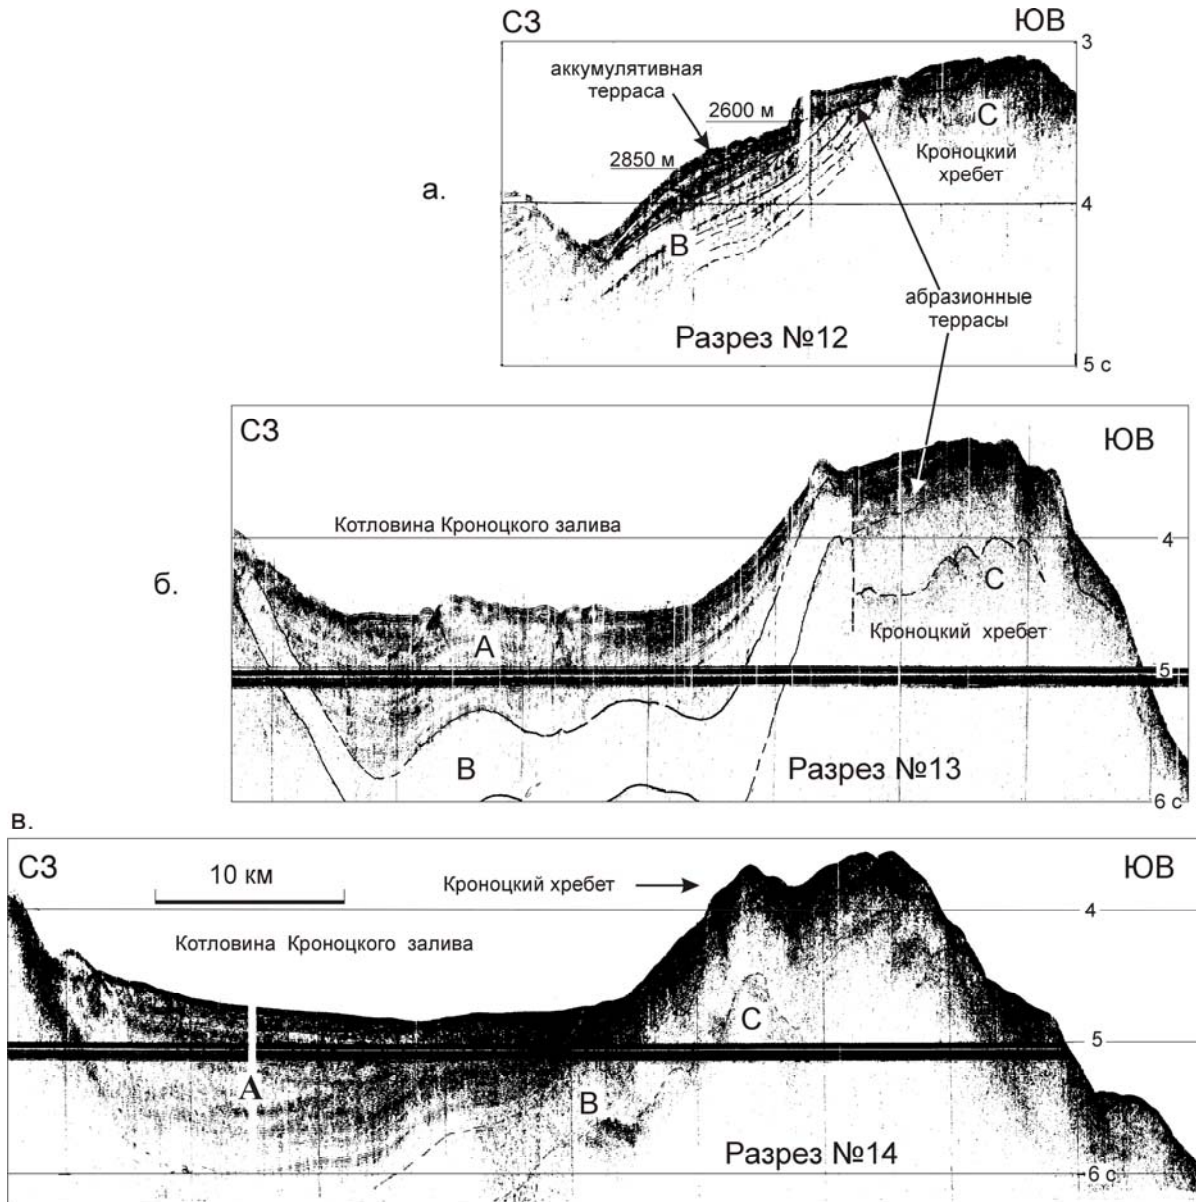 СЗ
ЮВ
3
аккумулятивная
терраса
2600 м
С
2850 м
Кроноцкий
хребет
а.
4
В
абразионные
террасы
Разрез №12
5 с
СЗ
ЮВ
Котловина Кроноцкого залива
4
б.
С
Кроноцкий хребет
А
5
В
Разрез №13
6 с
в.
СЗ
ЮВ
10 км
Кроноцкий хребет
4
Котловина Кроноцкого залива
С
5
А
В
Разрез №14
6 с